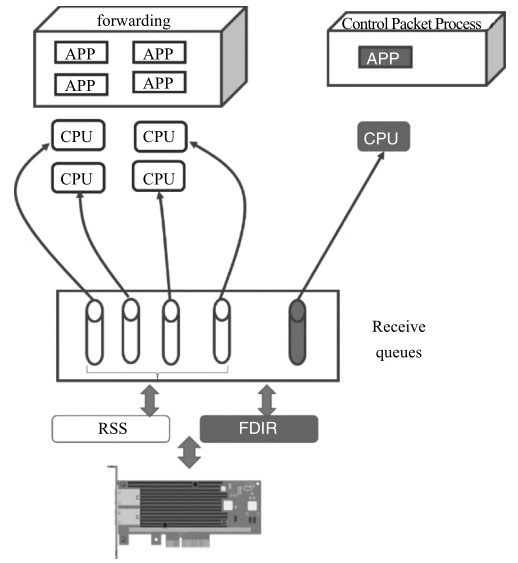 forwarding
Control Packet Process
APP
APP
APP
APP
APP
CPU
CPU
CPU
CPU
CPU
Receive
queues
RSS
FDIR